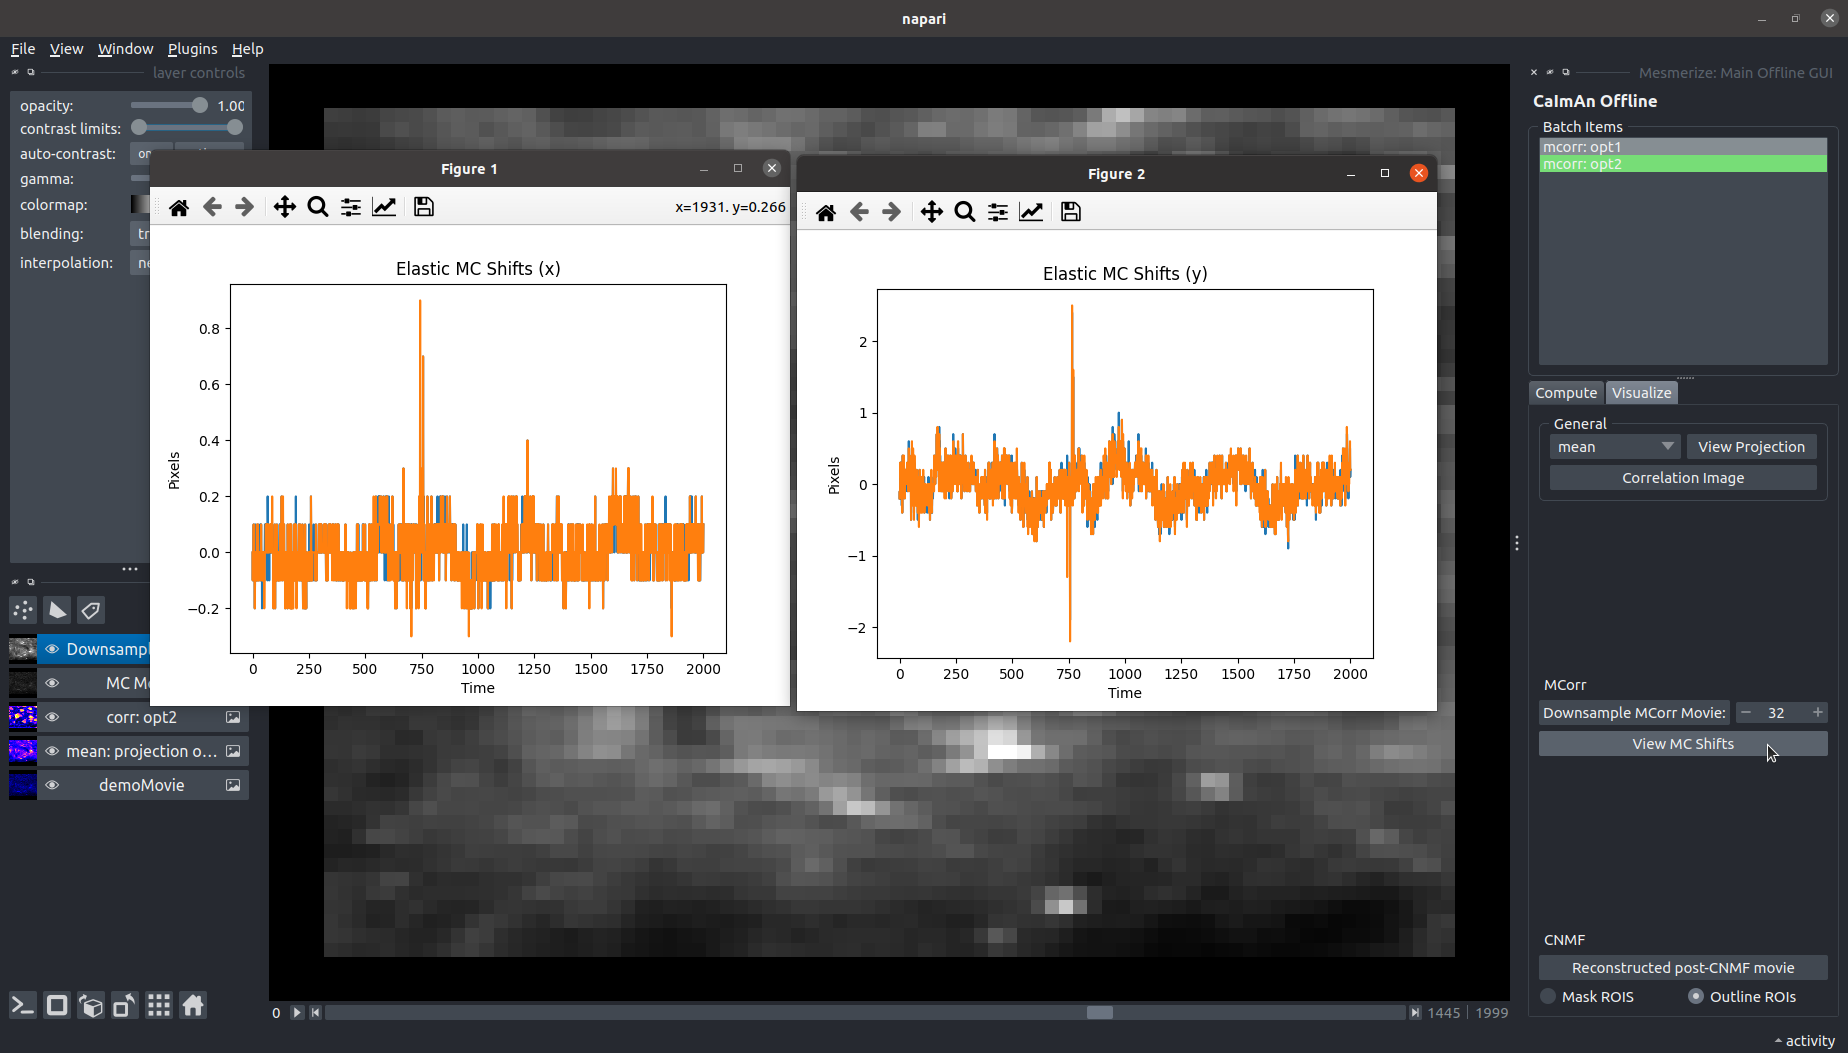 napari
File View Window Plugins Help
layer controls
opacity: 1.00
contrast limits:
auto-contrast:
gamma:
colormap:
blending:
interpolation:
Downsampl
MC M
corr: opt2
mean: projection o...
demoMovie
Figure 1
x=1931. y=0.266
Elastic MC Shifts (x)
Pixels
0.8
0.6
0.4
0.2
0.0
−0.2
0 250 500 750 1000 1250 1500 1750 2000
Time
Figure 2
Elastic MC Shifts (y)
Pixels
2
1
0
−1
−2
0 250 500 750 1000 1250 1500 1750 2000
Time
0 1445 1999
Mesmerize: Main Offline GUI
CaImAn Offline
Batch Items
mcorr: opt1
mcorr: opt2
Compute Visualize
General
mean View Projection
Correlation Image
MCorr
Downsample MCorr Movie: − 32 +
View MC Shifts
CNMF
Reconstructed post-CNMF movie
Mask ROIS Outline ROIs
activity